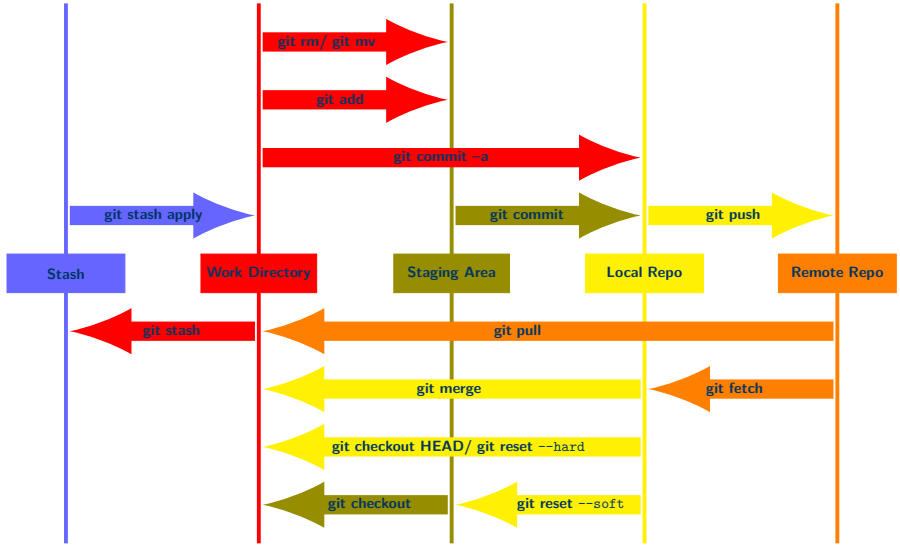 git rm/ git mv
git add
git commit –a
git stash apply
git commit
git push
Stash
Work Directory
Staging Area
Local Repo
Remote Repo
git stash
git pull
git merge
git fetch
git checkout HEAD/ git reset --hard
git checkout
git reset --soft